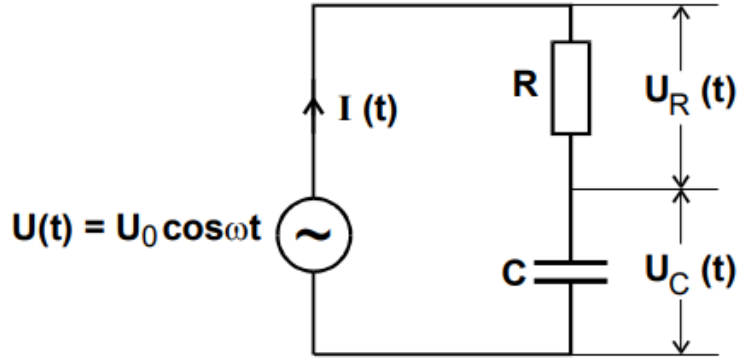 R
U_R (t)
I (t)
U(t) = U_0 cosωt
~
C
U_C (t)